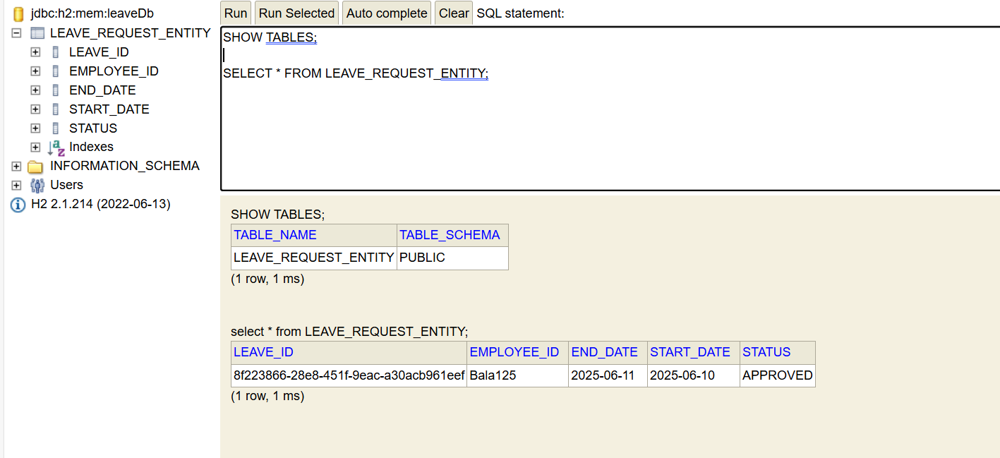 jdbc:h2:mem:leaveDb
LEAVE_REQUEST_ENTITY
LEAVE_ID
EMPLOYEE_ID
END_DATE
START_DATE
STATUS
Indexes
INFORMATION_SCHEMA
Users
H2 2.1.214 (2022-06-13)
Run Run Selected Auto complete Clear SQL statement:
SHOW TABLES;
SELECT * FROM LEAVE_REQUEST_ENTITY;
SHOW TABLES;
TABLE_NAME TABLE_SCHEMA
LEAVE_REQUEST_ENTITY PUBLIC
(1 row, 1 ms)
select * from LEAVE_REQUEST_ENTITY;
LEAVE_ID EMPLOYEE_ID END_DATE START_DATE STATUS
8f223866-28e8-451f-9eac-a30acb961eef Bala125 2025-06-11 2025-06-10 APPROVED
(1 row, 1 ms)